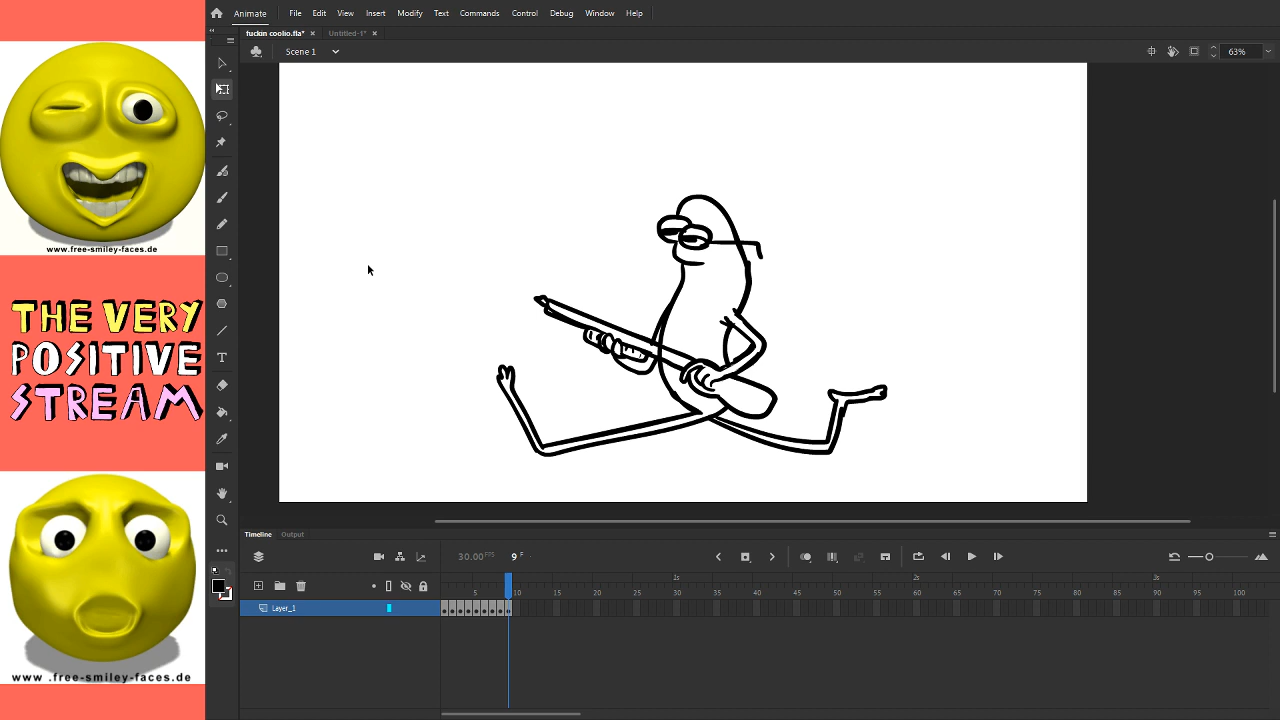 Animate
File Edit View Insert Modify Text Commands Control Debug Window Help
fuckin coolio.fla* × Untitled-1* ×
Scene 1
63%
www.free-smiley-faces.de
THE VERY
POSITIVE
STREAM
www .free-smiley-faces.de
T
Timeline Output
30.00 FPS 9 F
1s 2s 3s
5 10 15 20 25 30 35 40 45 50 55 60 65 70 75 80 85 90 95 100
Layer_1